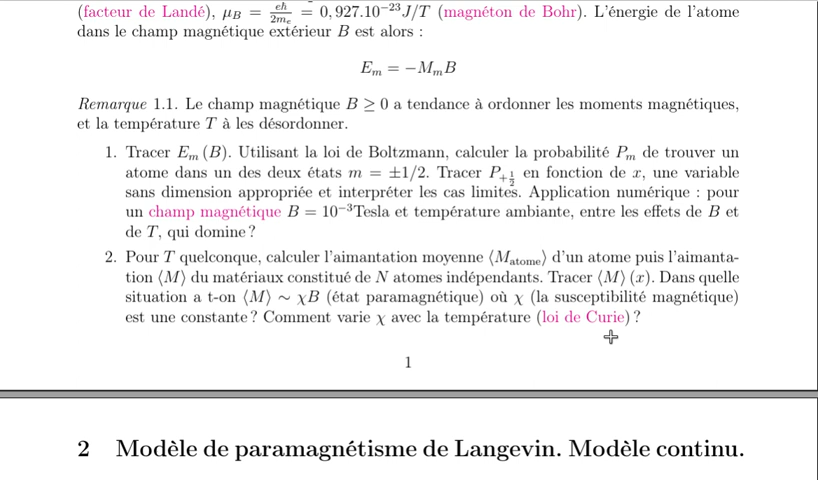 (facteur de Landé), μ_B = eℏ/2m_e = 0,927.10^−23 J/T (magnéton de Bohr). L'énergie de l'atome
dans le champ magnétique extérieur B est alors :
E_m = −M_m B
Remarque 1.1. Le champ magnétique B ≥ 0 a tendance à ordonner les moments magnétiques,
et la température T à les désordonner.
1. Tracer E_m (B). Utilisant la loi de Boltzmann, calculer la probabilité P_m de trouver un
atome dans un des deux états m = ±1/2. Tracer P_+1/2 en fonction de x, une variable
sans dimension appropriée et interpréter les cas limites. Application numérique : pour
un champ magnétique B = 10^−3Tesla et température ambiante, entre les effets de B et
de T, qui domine ?
2. Pour T quelconque, calculer l'aimantation moyenne ⟨M_atome⟩ d'un atome puis l'aimanta-
tion ⟨M⟩ du matériaux constitué de N atomes indépendants. Tracer ⟨M⟩ (x). Dans quelle
situation a t-on ⟨M⟩ ∼ χB (état paramagnétique) où χ (la susceptibilité magnétique)
est une constante ? Comment varie χ avec la température (loi de Curie) ?
1
2 Modèle de paramagnétisme de Langevin. Modèle continu.